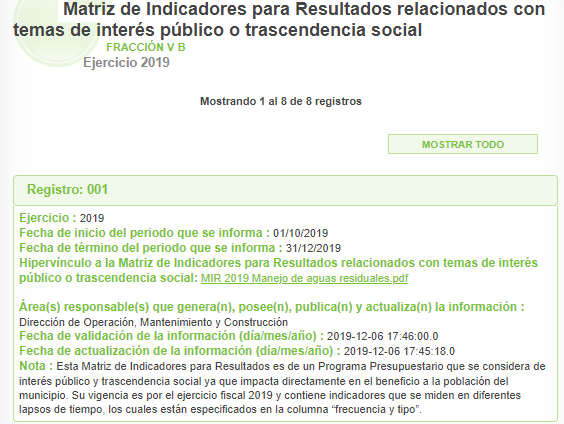 Matriz de Indicadores para Resultados relacionados con
temas de interés público o trascendencia social
FRACCIÓN V B
Ejercicio 2019
Mostrando 1 al 8 de 8 registros
MOSTRAR TODO
Registro: 001
Ejercicio : 2019
Fecha de inicio del periodo que se informa : 01/10/2019
Fecha de término del periodo que se informa : 31/12/2019
Hipervínculo a la Matriz de Indicadores para Resultados relacionados con temas de interés
público o trascendencia social: MIR 2019 Manejo de aguas residuales.pdf
Área(s) responsable(s) que genera(n), posee(n), publica(n) y actualiza(n) la información :
Dirección de Operación, Mantenimiento y Construcción
Fecha de validación de la información (día/mes/año) : 2019-12-06 17:46:00.0
Fecha de actualización de la información (día/mes/año) : 2019-12-06 17:45:18.0
Nota : Esta Matriz de Indicadores para Resultados es de un Programa Presupuestario que se considera de
interés público y trascendencia social ya que impacta directamente en el beneficio a la población del
municipio. Su vigencia es por el ejercicio fiscal 2019 y contiene indicadores que se miden en diferentes
lapsos de tiempo, los cuales están especificados en la columna “frecuencia y tipo”.